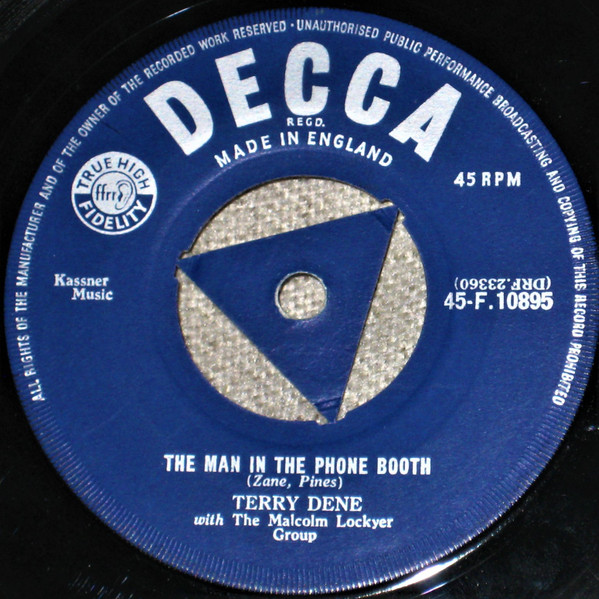 ALL RIGHTS OF THE MANUFACTURER AND OF THE OWNER OF THE RECORDED WORK RESERVED · UNAUTHORISED PUBLIC PERFORMANCE BROADCASTING AND COPYING OF THIS RECORD PROHIBITED
DECCA
REGD.
MADE IN ENGLAND
TRUE HIGH
ffrr
FIDELITY
45 RPM
Kassner
Music
(DRF.23360)
45-F.10895
THE MAN IN THE PHONE BOOTH
(Zane, Pines)
TERRY DENE
with The Malcolm Lockyer
Group